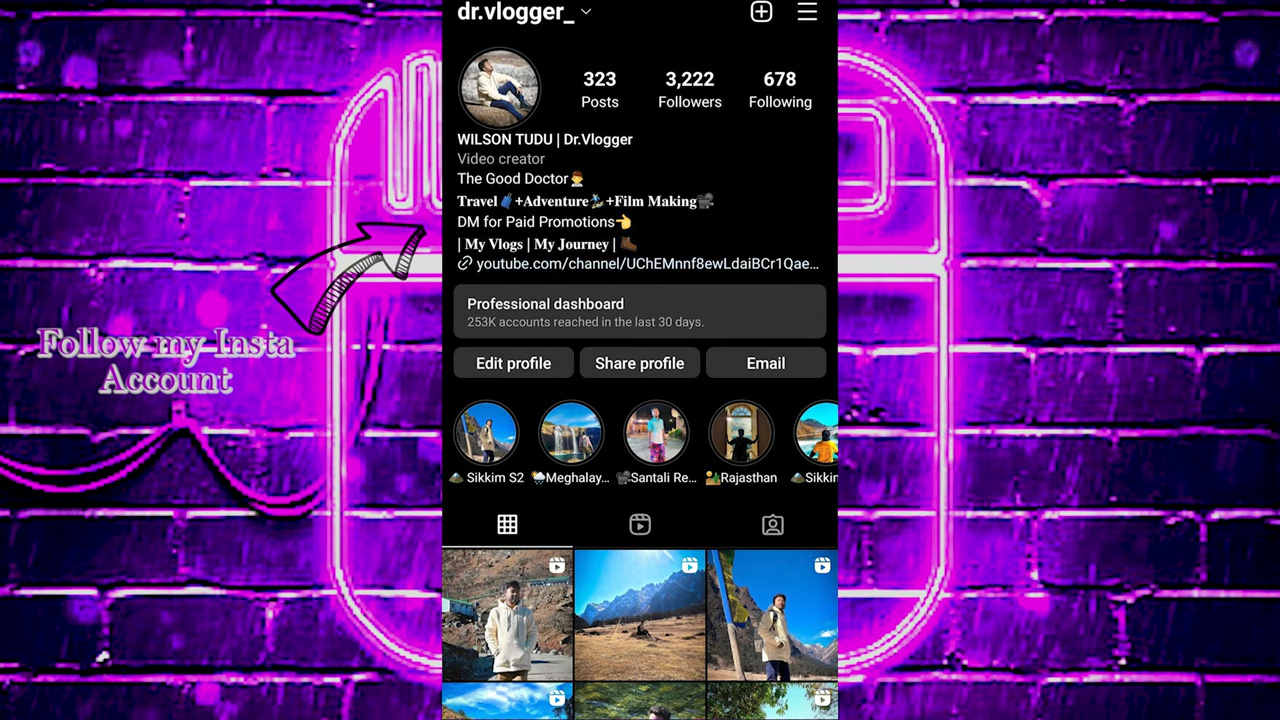 dr.vlogger_
323
3,222
678
Posts
Followers
Following
WILSON TUDU | Dr.Vlogger
Video creator
The Good Doctor👨‍⚕️
Travel🧳+Adventure🏄+Film Making🎥
DM for Paid Promotions👈
| My Vlogs | My Journey | 🥾
youtube.com/channel/UChEMnnf8ewLdaiBCr1Qae...
Professional dashboard
253K accounts reached in the last 30 days.
Edit profile
Share profile
Email
Follow my Insta
Account
⛰️ Sikkim S2
🌦️Meghalay...
🎥Santali Re...
🏜️Rajasthan
⛰️Sikkin